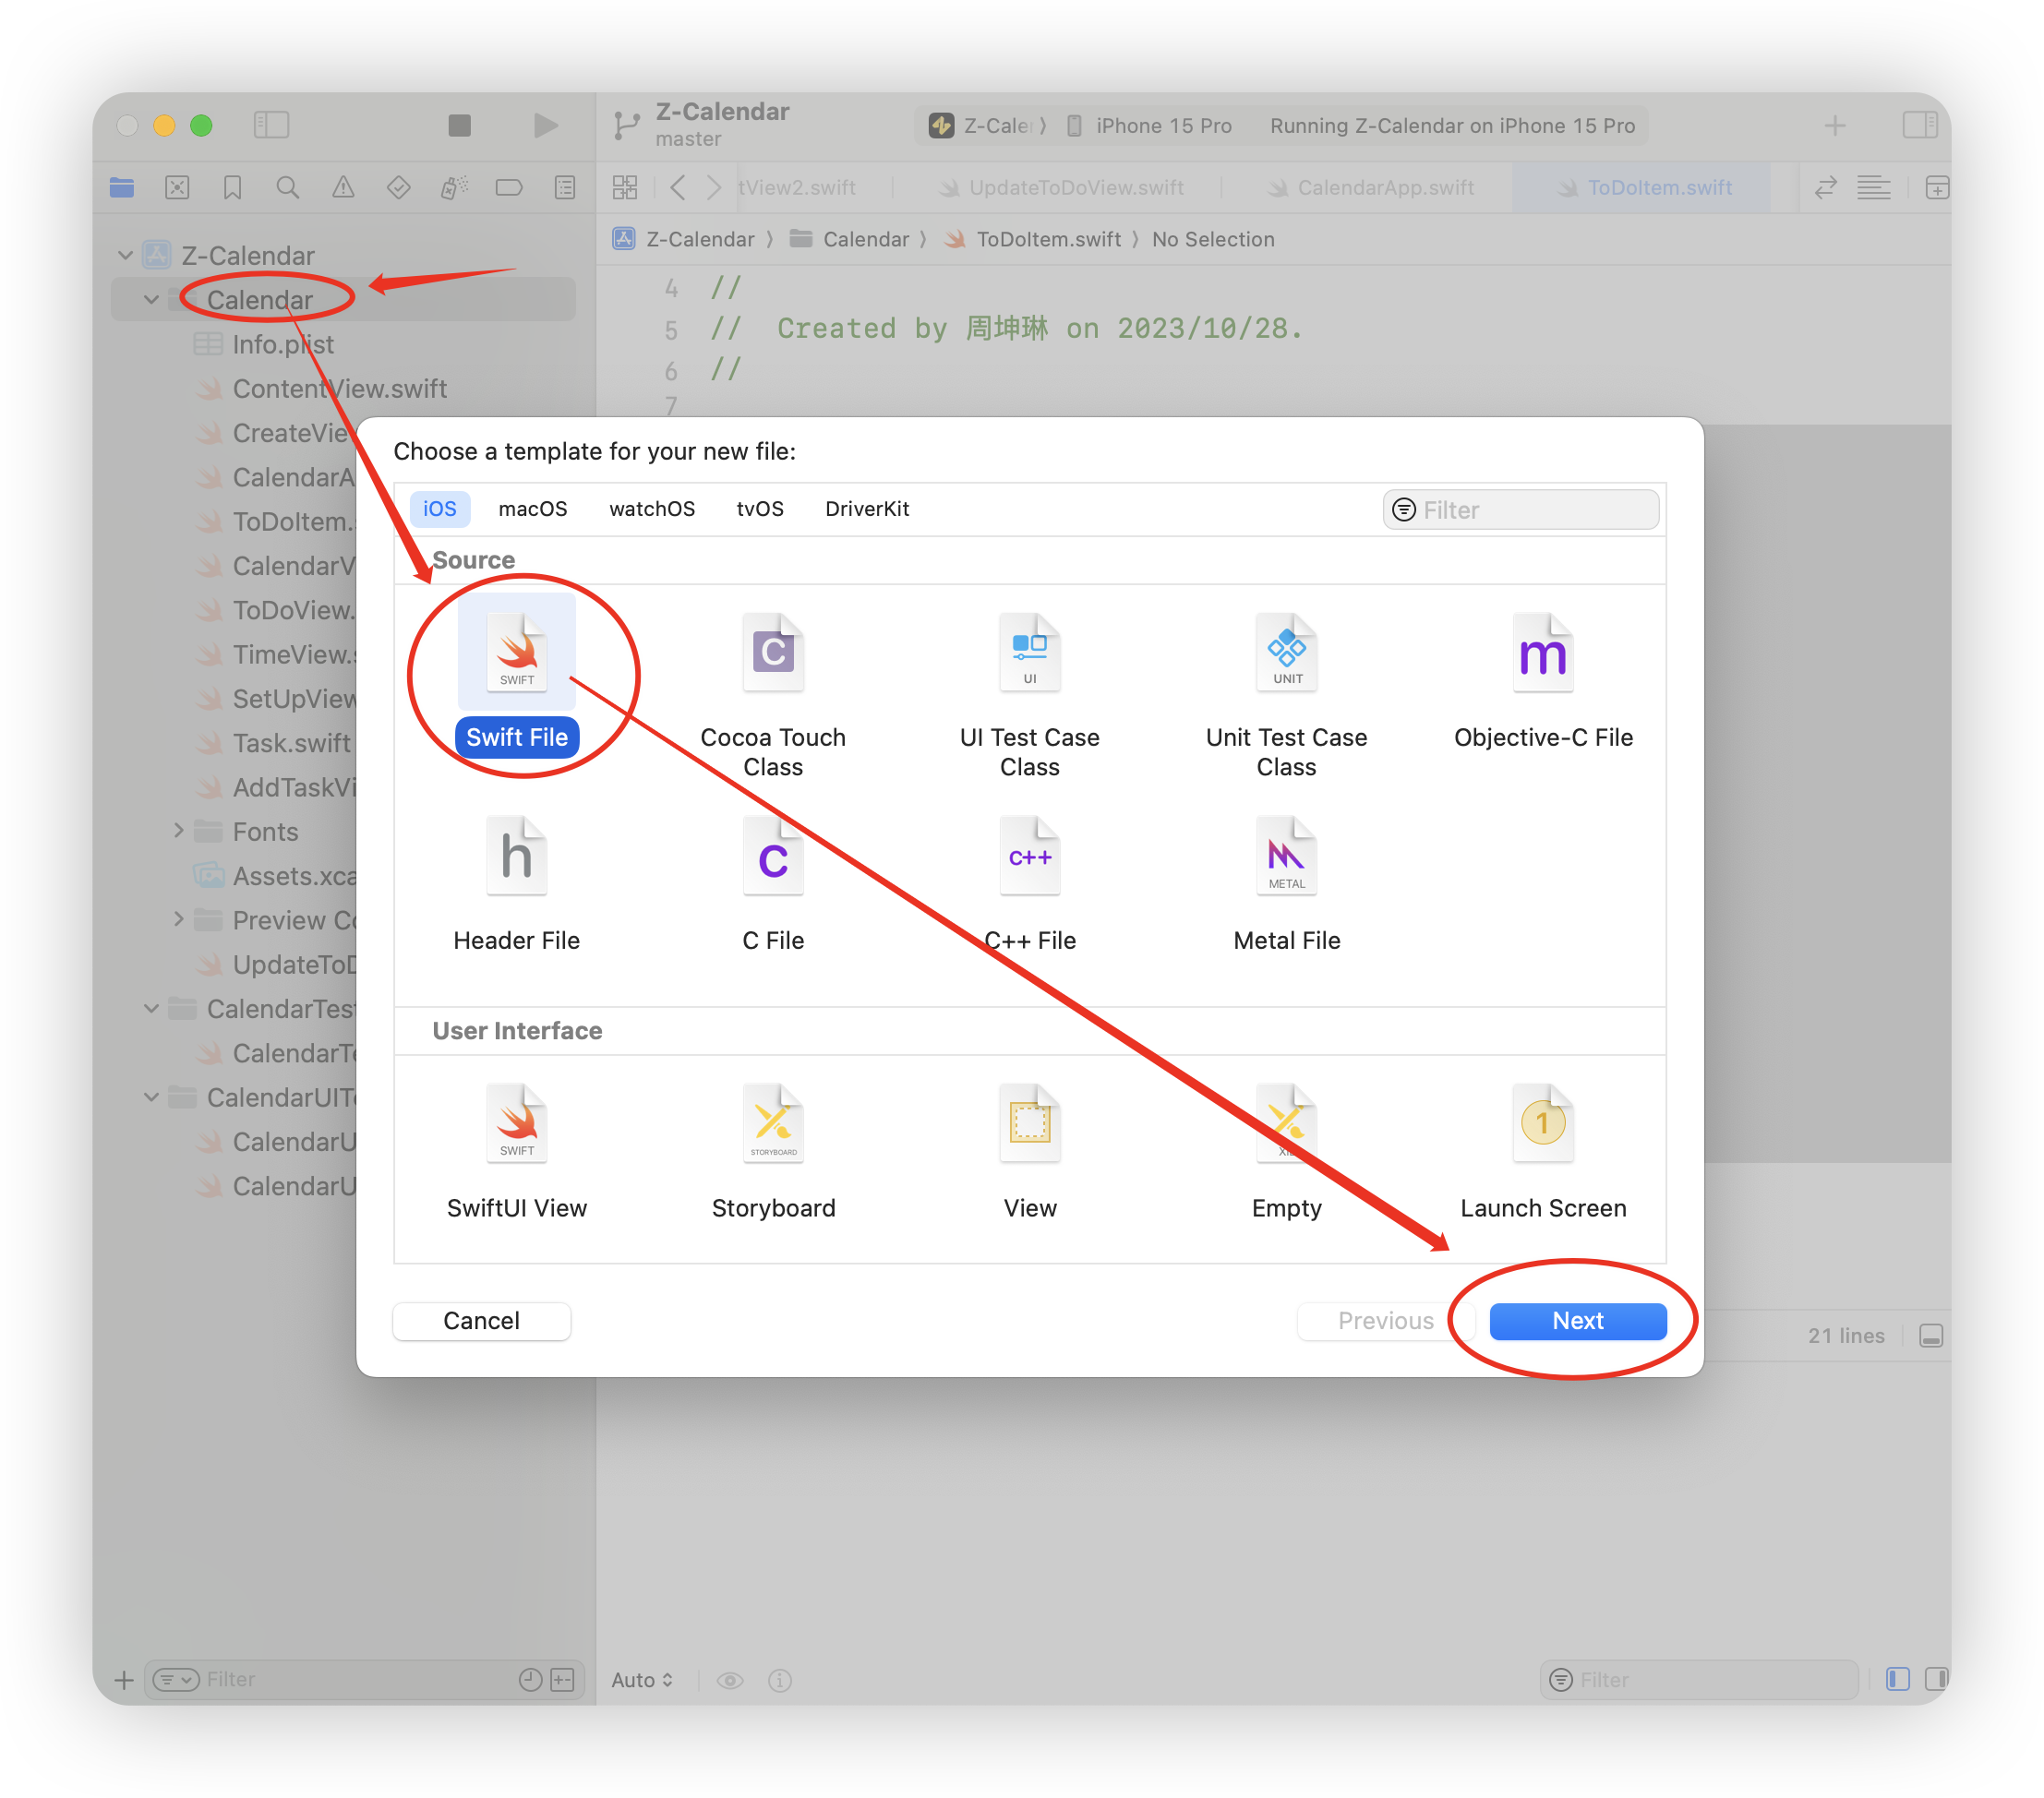 Z-Calendar
master
Z-Cale
iPhone 15 Pro
Running Z-Calendar on iPhone 15 Pro
tView2.swift
UpdateToDoView.swift
CalendarApp.swift
ToDoItem.swift
Z-Calendar
Calendar
ToDoItem.swift
No Selection
Z-Calendar
Calendar
Info.plist
ContentView.swift
CreateVie
CalendarA
ToDoItem.s
CalendarV
ToDoView.
TimeView.s
SetUpView
Task.swift
AddTaskVi
Fonts
Assets.xca
Preview Co
UpdateToD
CalendarTest
CalendarTe
CalendarUITe
CalendarU
CalendarU
4 //
5 // Created by 周坤琳 on 2023/10/28.
6 //
7
Choose a template for your new file:
iOS
macOS
watchOS
tvOS
DriverKit
Filter
Source
SWIFT
C
UI
UNIT
m
Swift File
Cocoa Touch
Class
UI Test Case
Class
Unit Test Case
Class
Objective-C File
h
C
C++
METAL
Header File
C File
C++ File
Metal File
User Interface
SWIFT
STORYBOARD
1
SwiftUI View
Storyboard
View
Empty
Launch Screen
Cancel
Previous
Next
21 lines
Filter
Auto
Filter